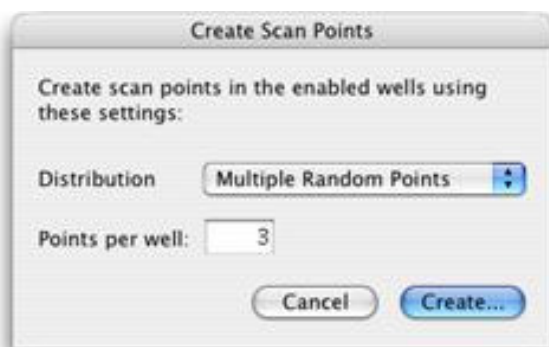 Create Scan Points
Create scan points in the enabled wells using
these settings:
Distribution Multiple Random Points
Points per well: 3
Cancel Create...